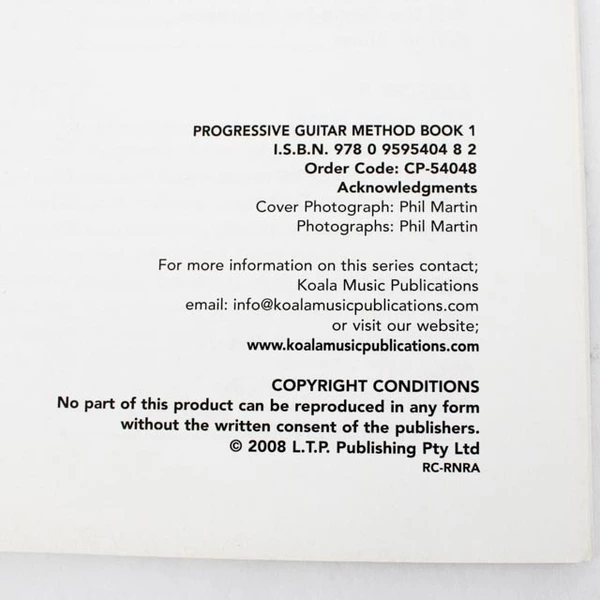 PROGRESSIVE GUITAR METHOD BOOK 1
I.S.B.N. 978 0 9595404 8 2
Order Code: CP-54048
Acknowledgments
Cover Photograph: Phil Martin
Photographs: Phil Martin
For more information on this series contact;
Koala Music Publications
email: info@koalamusicpublications.com
or visit our website;
www.koalamusicpublications.com
COPYRIGHT CONDITIONS
No part of this product can be reproduced in any form
without the written consent of the publishers.
© 2008 L.T.P. Publishing Pty Ltd
RC-RNRA